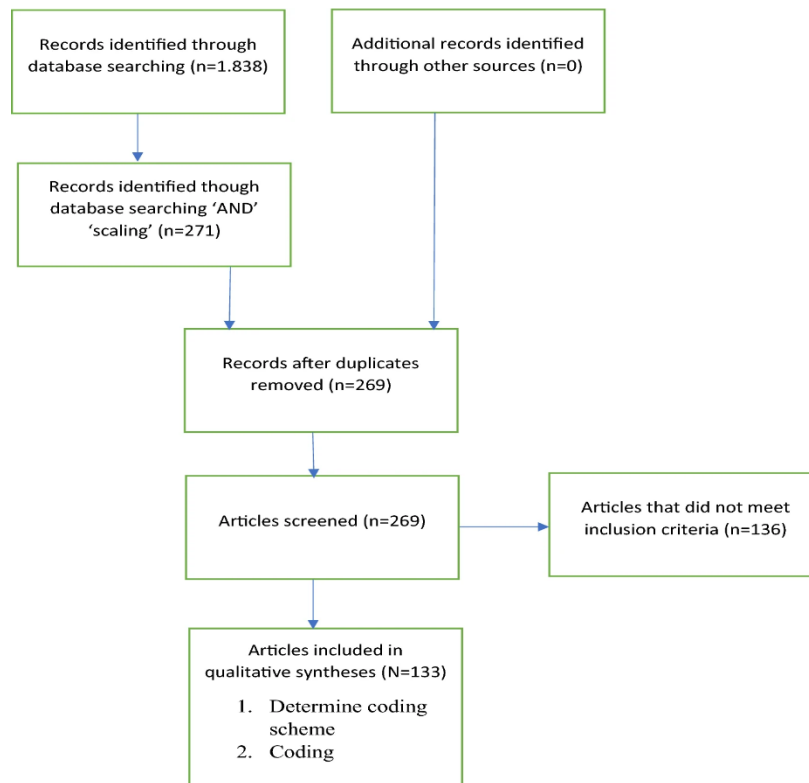 Records identified through
database searching (n=1.838)
Additional records identified
through other sources (n=0)
Records identified though
database searching ‘AND’
‘scaling’ (n=271)
Records after duplicates
removed (n=269)
Articles screened (n=269)
Articles that did not meet
inclusion criteria (n=136)
Articles included in
qualitative syntheses (N=133)
1. Determine coding
scheme
2. Coding